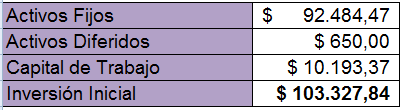 Activos Fijos $ 92.484,47
Activos Diferidos $ 650,00
Capital de Trabajo $ 10.193,37
Inversión Inicial $ 103.327,84